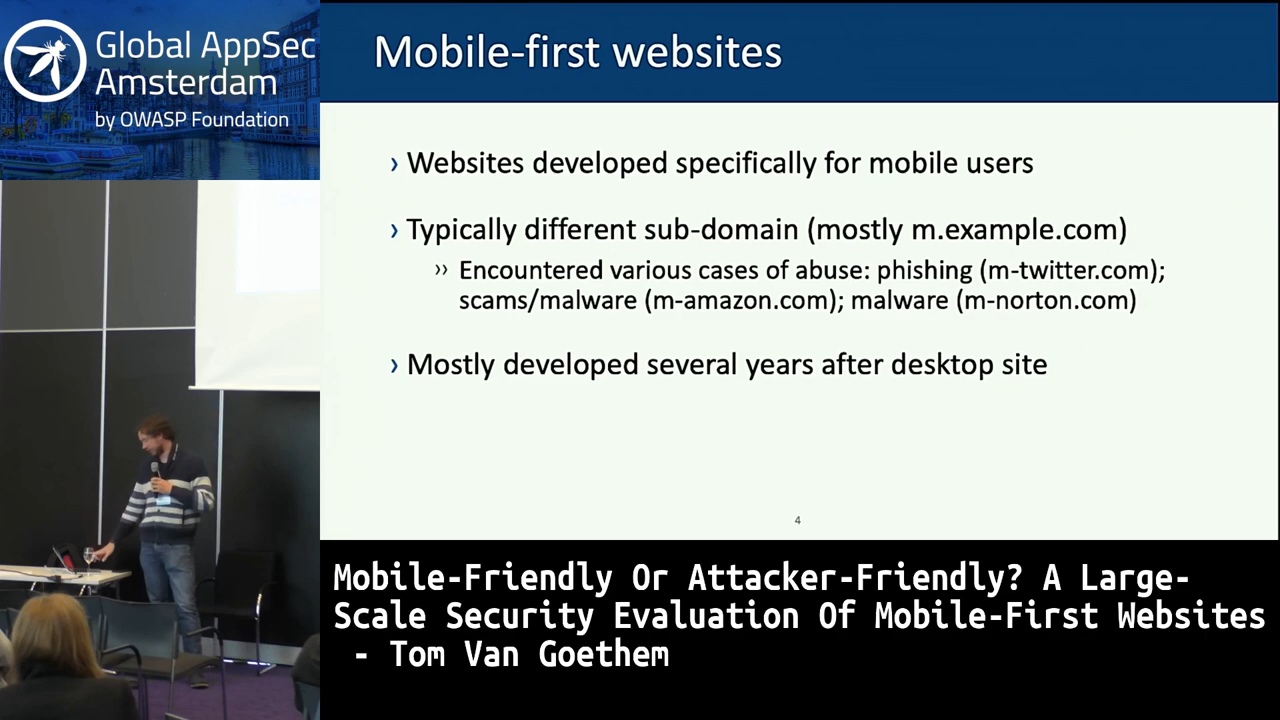 Global AppSec
Amsterdam
by OWASP Foundation
Mobile-first websites
› Websites developed specifically for mobile users
› Typically different sub-domain (mostly m.example.com)
›› Encountered various cases of abuse: phishing (m-twitter.com);
scams/malware (m-amazon.com); malware (m-norton.com)
› Mostly developed several years after desktop site
4
Mobile-Friendly Or Attacker-Friendly? A Large-
Scale Security Evaluation Of Mobile-First Websites
- Tom Van Goethem